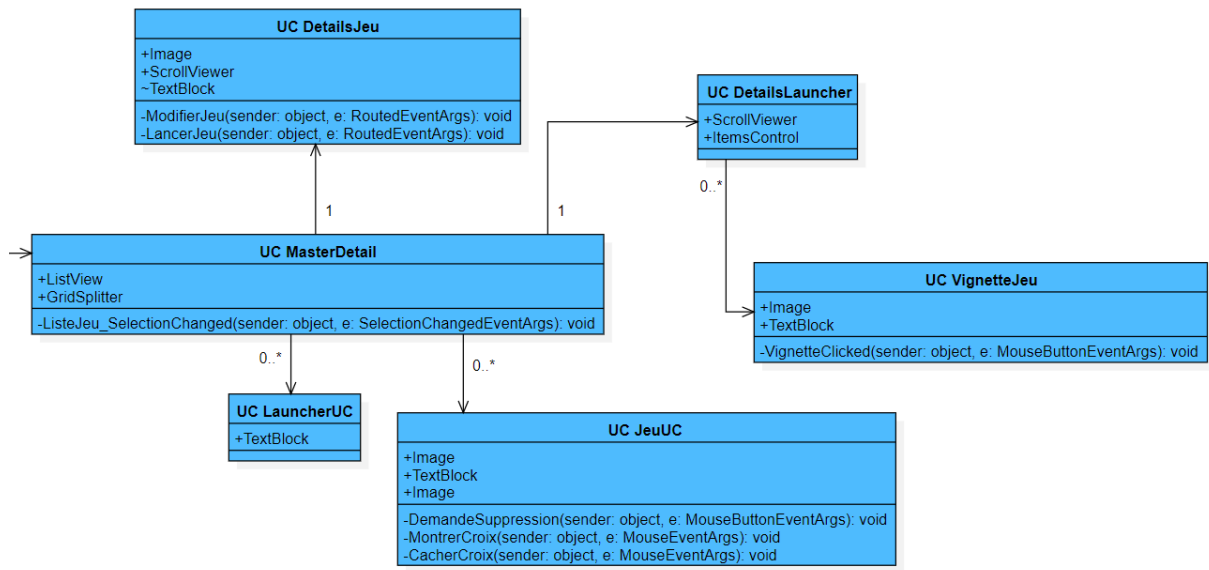 UC DetailsJeu
+Image
+ScrollViewer
~TextBlock
-ModifierJeu(sender: object, e: RoutedEventArgs): void
-LancerJeu(sender: object, e: RoutedEventArgs): void
UC DetailsLauncher
+ScrollViewer
+ItemsControl
0..*
1
1
UC MasterDetail
+ListView
+GridSplitter
-ListeJeu_SelectionChanged(sender: object, e: SelectionChangedEventArgs): void
UC VignetteJeu
+Image
+TextBlock
-VignetteClicked(sender: object, e: MouseButtonEventArgs): void
0..*
0..*
UC LauncherUC
+TextBlock
UC JeuUC
+Image
+TextBlock
+Image
-DemandeSuppression(sender: object, e: MouseButtonEventArgs): void
-MontrerCroix(sender: object, e: MouseEventArgs): void
-CacherCroix(sender: object, e: MouseEventArgs): void